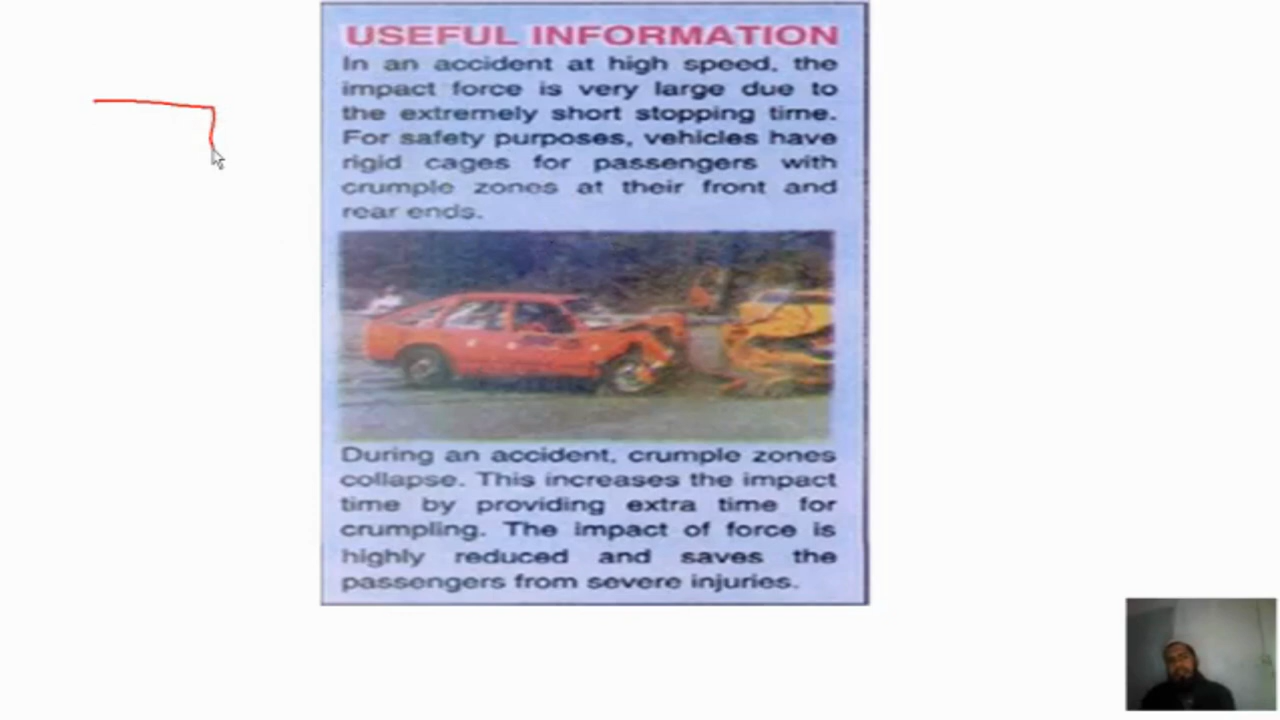 USEFUL INFORMATION
In an accident at high speed, the
impact force is very large due to
the extremely short stopping time.
For safety purposes, vehicles have
rigid cages for passengers with
crumple zones at their front and
rear ends.
During an accident, crumple zones
collapse. This increases the impact
time by providing extra time for
crumpling. The impact of force is
highly reduced and saves the
passengers from severe injuries.